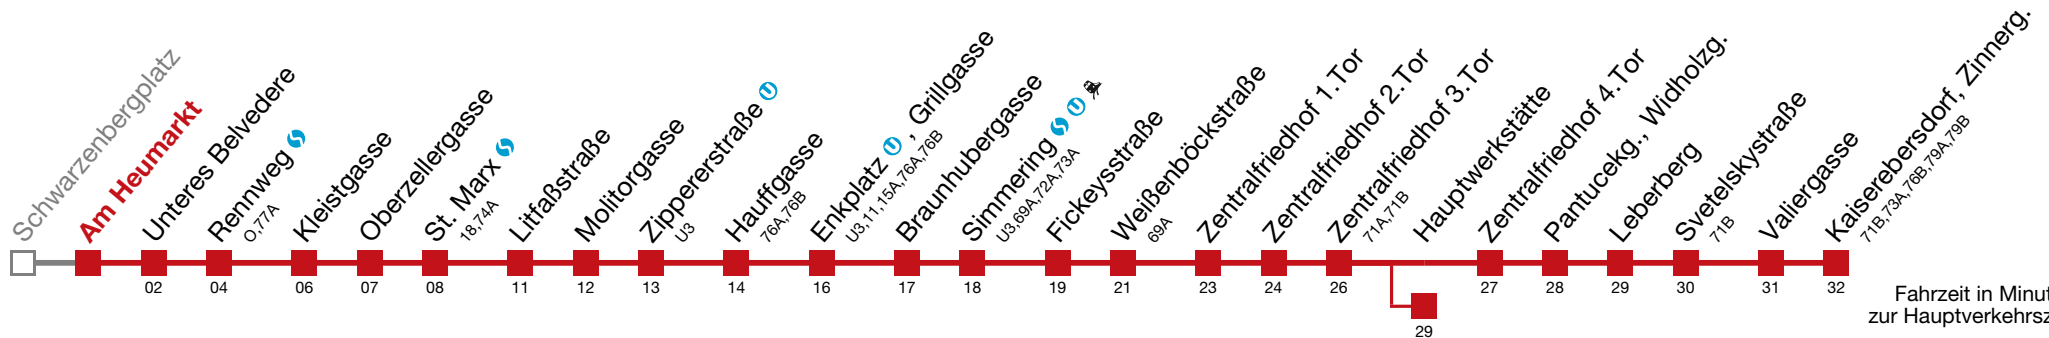 Schwarzenbergplatz
Am Heumarkt
Unteres Belvedere
Rennweg
O,77A
Kleistgasse
Oberzellergasse
St. Marx
18,74A
Litfaßstraße
Molitorgasse
Zippererstraße U
U3
Hauffgasse
76A,76B
Enkplatz U, Grillgasse
U3,11,15A,76A,76B
Braunhubergasse
Simmering U
U3,69A,72A,73A
Fickeysstraße
Weißenböckstraße
69A
Zentralfriedhof 1.Tor
Zentralfriedhof 2.Tor
Zentralfriedhof 3.Tor
71A,71B
Hauptwerkstätte
Zentralfriedhof 4.Tor
Pantucekg., Widholzg.
Leberberg
Svetelskystraße
71B
Valiergasse
Kaiserebersdorf, Zinnerg.
71B,73A,76B,79A,79B
02 04 06 07 08 11 12 13 14 16 17 18 19 21 23 24 26 27 28 29 30 31 32
29
Fahrzeit in Minut
zur Hauptverkehrsz